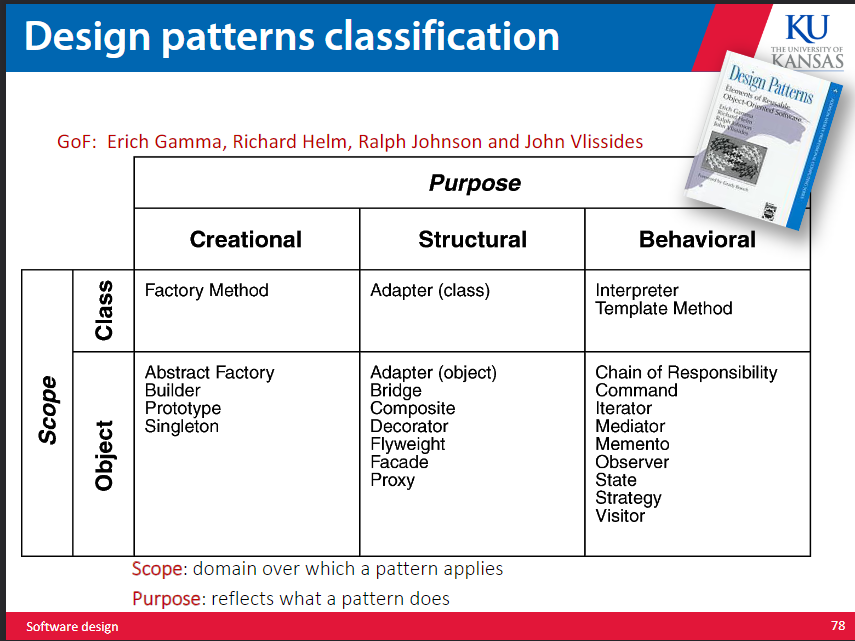 Design patterns classification
KU
THE UNIVERSITY OF
KANSAS
Design Patterns
Elements of Reusable
Object-Oriented Software
Erich Gamma
Richard Helm
Ralph Johnson
John Vlissides
GoF: Erich Gamma, Richard Helm, Ralph Johnson and John Vlissides
Purpose
Creational
Structural
Behavioral
Scope
Class
Factory Method
Adapter (class)
Interpreter
Template Method
Object
Abstract Factory
Builder
Prototype
Singleton
Adapter (object)
Bridge
Composite
Decorator
Flyweight
Facade
Proxy
Chain of Responsibility
Command
Iterator
Mediator
Memento
Observer
State
Strategy
Visitor
Scope: domain over which a pattern applies
Purpose: reflects what a pattern does
Software design
78